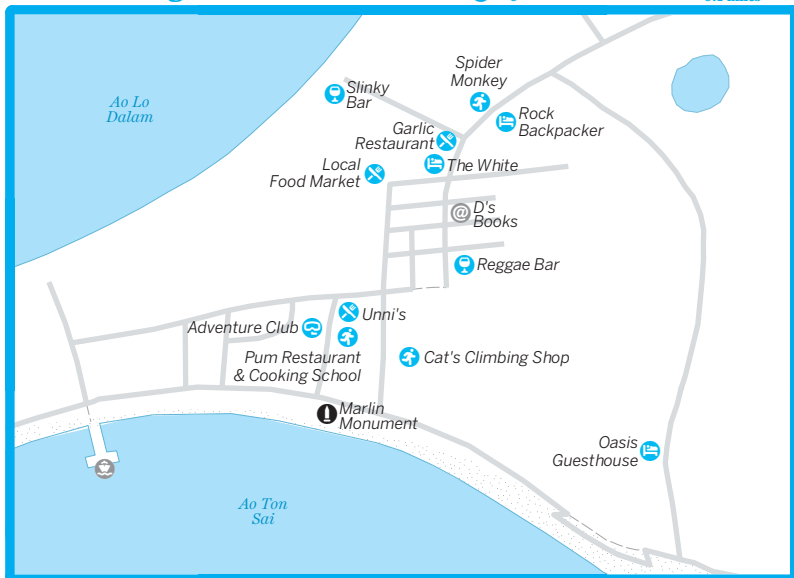 Ao Lo
Dalam
Slinky
Bar
Spider
Monkey
Rock
Backpacker
Garlic
Restaurant
The White
Local
Food Market
@
D's
Books
Reggae Bar
Unni's
Adventure Club
Pum Restaurant
& Cooking School
Cat's Climbing Shop
Marlin
Monument
Oasis
Guesthouse
Ao Ton
Sai